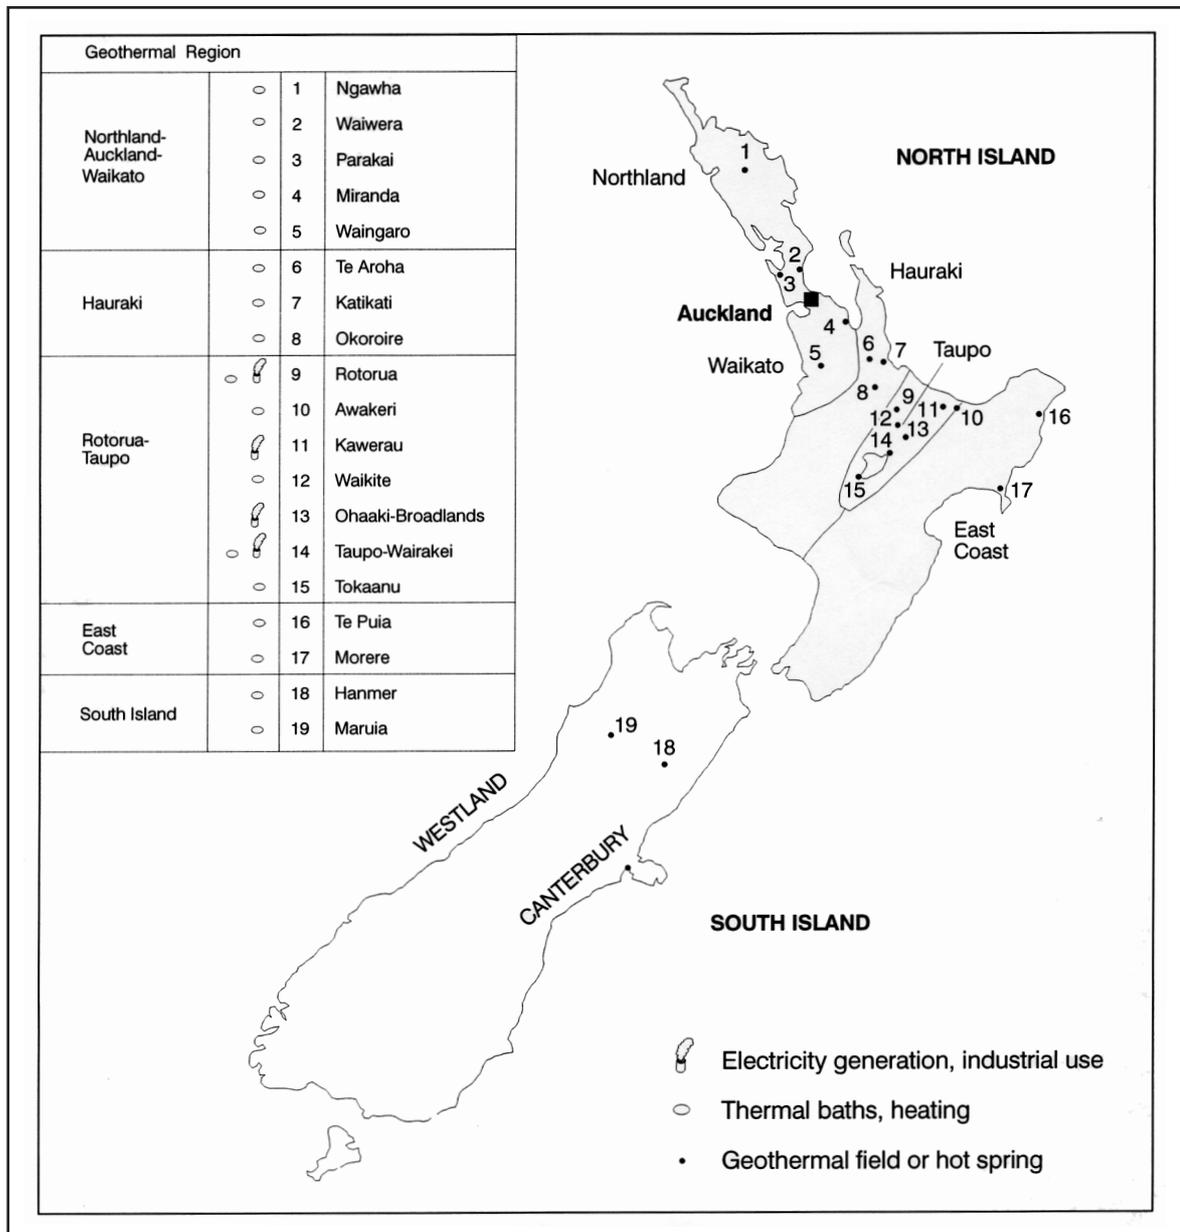 Geothermal Region
Northland-
Auckland-
Waikato
1 Ngawha
2 Waiwera
3 Parakai
4 Miranda
5 Waingaro
Hauraki
6 Te Aroha
7 Katikati
8 Okoroire
Rotorua-
Taupo
9 Rotorua
10 Awakeri
11 Kawerau
12 Waikite
13 Ohaaki-Broadlands
14 Taupo-Wairakei
15 Tokaanu
East
Coast
16 Te Puia
17 Morere
South Island
18 Hanmer
19 Maruia
NORTH ISLAND
1
Northland
2
3
Hauraki
Auckland
4
Waikato
5
6
7
Taupo
8
9
12
11
10
13
14
15
16
17
East
Coast
19
18
WESTLAND
CANTERBURY
SOUTH ISLAND
Electricity generation, industrial use
Thermal baths, heating
Geothermal field or hot spring